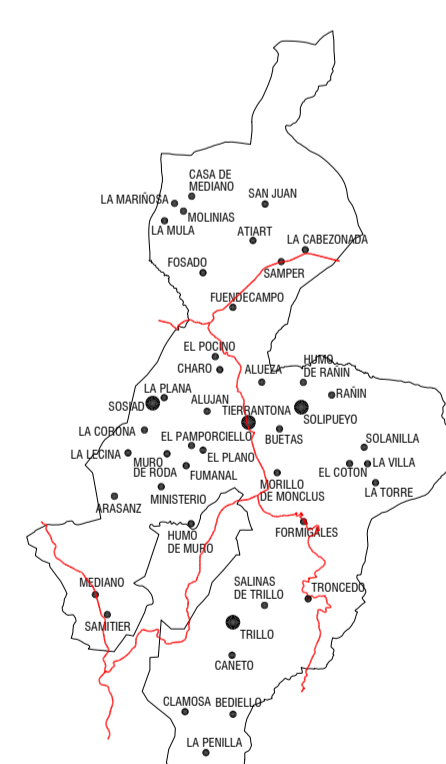 CASA DE
MEDIANO
LA MARIÑOSA
SAN JUAN
MOLINIAS
LA MULA
ATIART
LA CABEZONADA
FOSADO
SAMPER
FUENDECAMPO
EL POCINO
CHARO
ALUEZA
HUMO
DE RAÑIN
LA PLANA
RAÑIN
SOSIAD
ALUJAN
TIERRANTONA
SOLIPUEYO
LA CORONA
EL PAMPORCIELLO
BUETAS
SOLANILLA
LA LECINA
MURO
DE RODA
EL PLANO
FUMANAL
EL COTON
LA VILLA
MORILLO
DE MONCLUS
LA TORRE
MINISTERIO
ARASANZ
HUMO
DE MURO
FORMIGALES
MEDIANO
SALINAS
DE TRILLO
TRONCEDO
SAMITIER
TRILLO
CAÑETO
CLAMOSA
BEDIELLO
LA PENILLA